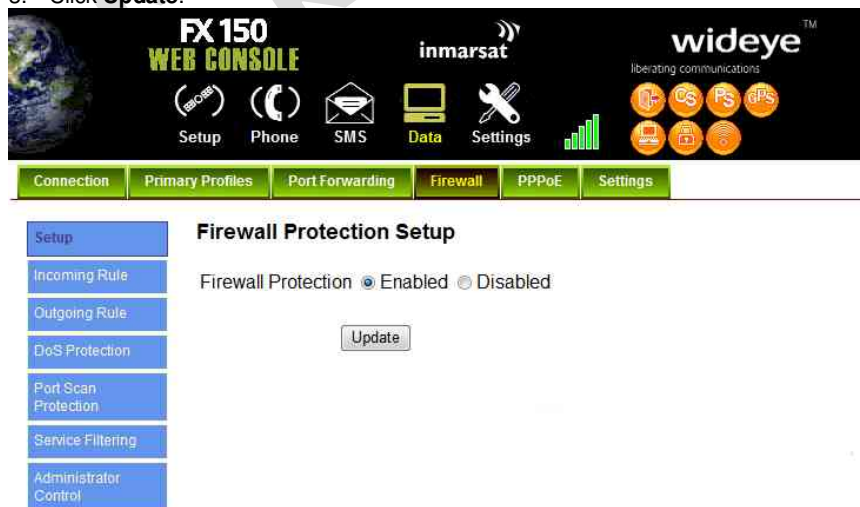 Click Update.
FX 150
WEB CONSOLE
inmarsat
wideye™
liberating communications
CS PS GPS
Setup Phone SMS Data Settings
Connection Primary Profiles Port Forwarding Firewall PPPoE Settings
Setup
Incoming Rule
Outgoing Rule
DoS Protection
Port Scan
Protection
Service Filtering
Administrator
Control
Firewall Protection Setup
Firewall Protection Enabled Disabled
Update